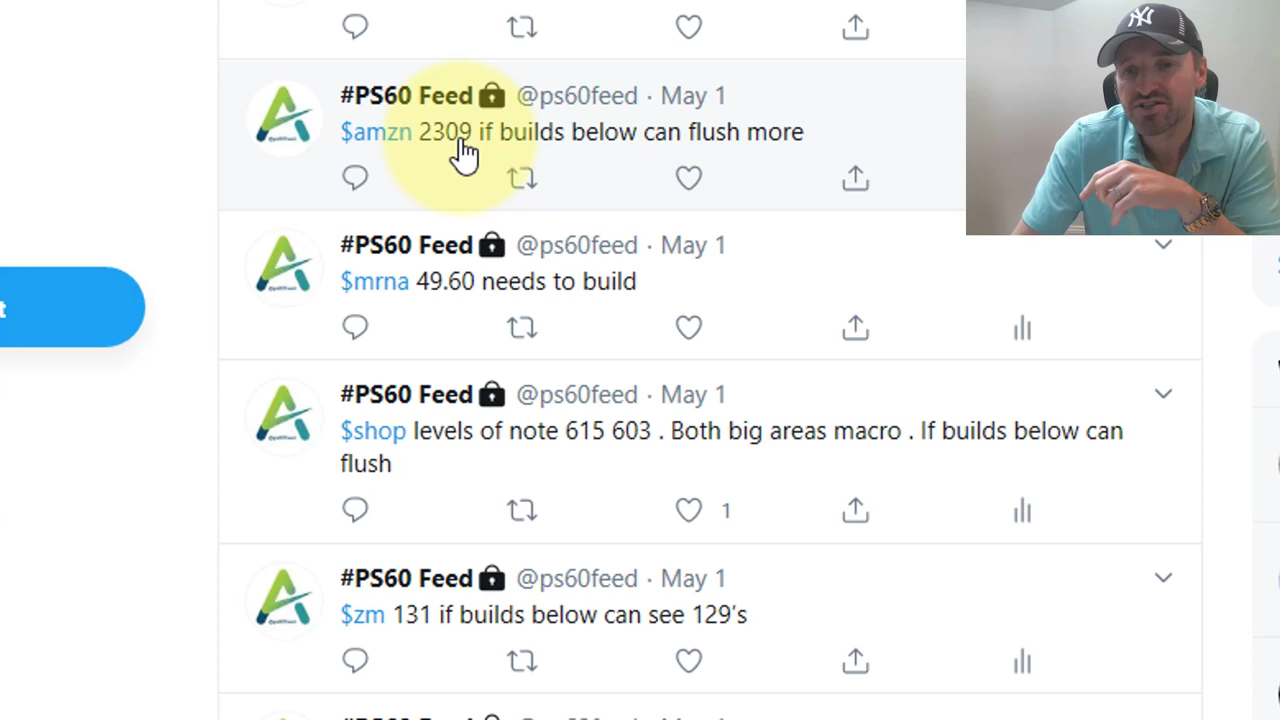 #PS60 Feed @ps60feed · May 1
$amzn 2309 if builds below can flush more
#PS60 Feed @ps60feed · May 1
$mrna 49.60 needs to build
#PS60 Feed @ps60feed · May 1
$shop levels of note 615 603 . Both big areas macro . If builds below can
flush
1
#PS60 Feed @ps60feed · May 1
$zm 131 if builds below can see 129's